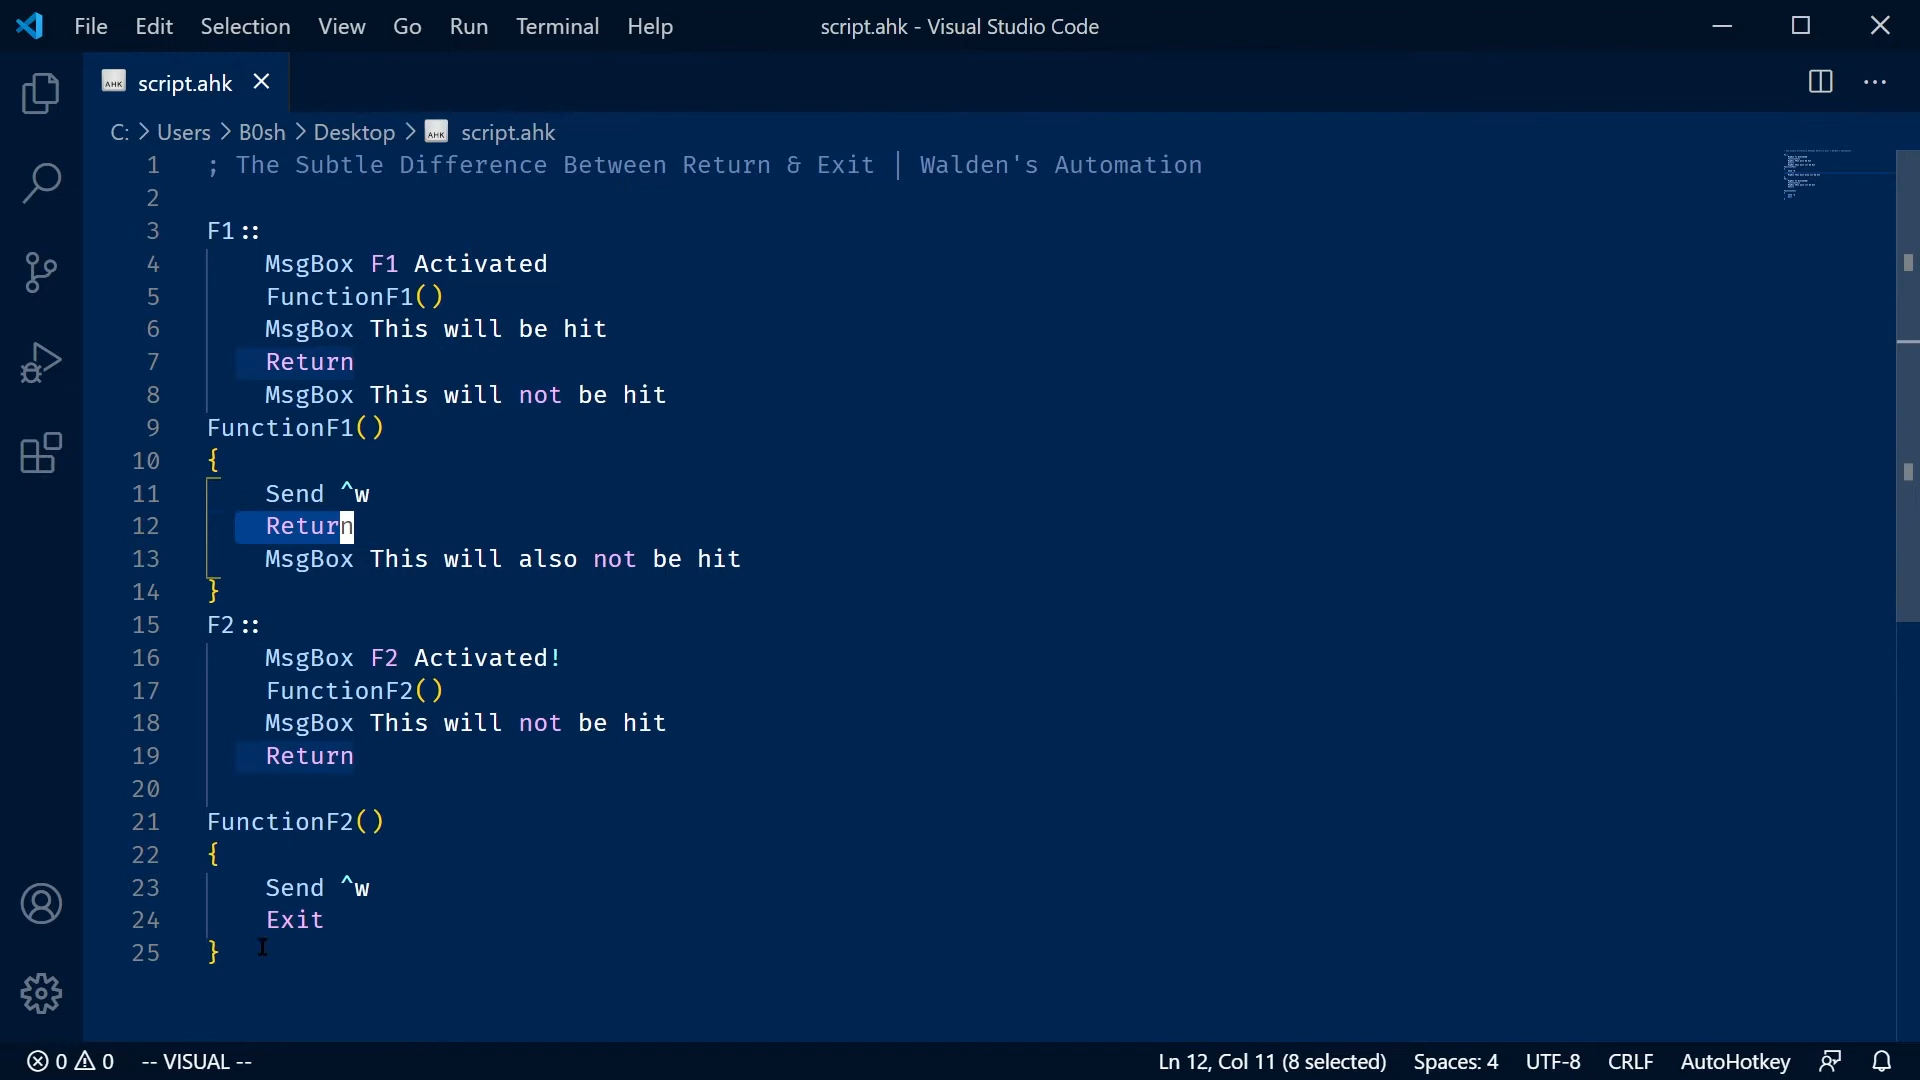 File Edit Selection View Go Run Terminal Help script.ahk - Visual Studio Code
AHK script.ahk
C: > Users > B0sh > Desktop > AHK script.ahk
1 ; The Subtle Difference Between Return & Exit | Walden's Automation
2
3 F1::
4 MsgBox F1 Activated
5 FunctionF1()
6 MsgBox This will be hit
7 Return
8 MsgBox This will not be hit
9 FunctionF1()
10 {
11 Send ^w
12 Return
13 MsgBox This will also not be hit
14 }
15 F2::
16 MsgBox F2 Activated!
17 FunctionF2()
18 MsgBox This will not be hit
19 Return
20
21 FunctionF2()
22 {
23 Send ^w
24 Exit
25 }
0 0 -- VISUAL -- Ln 12, Col 11 (8 selected) Spaces: 4 UTF-8 CRLF AutoHotkey